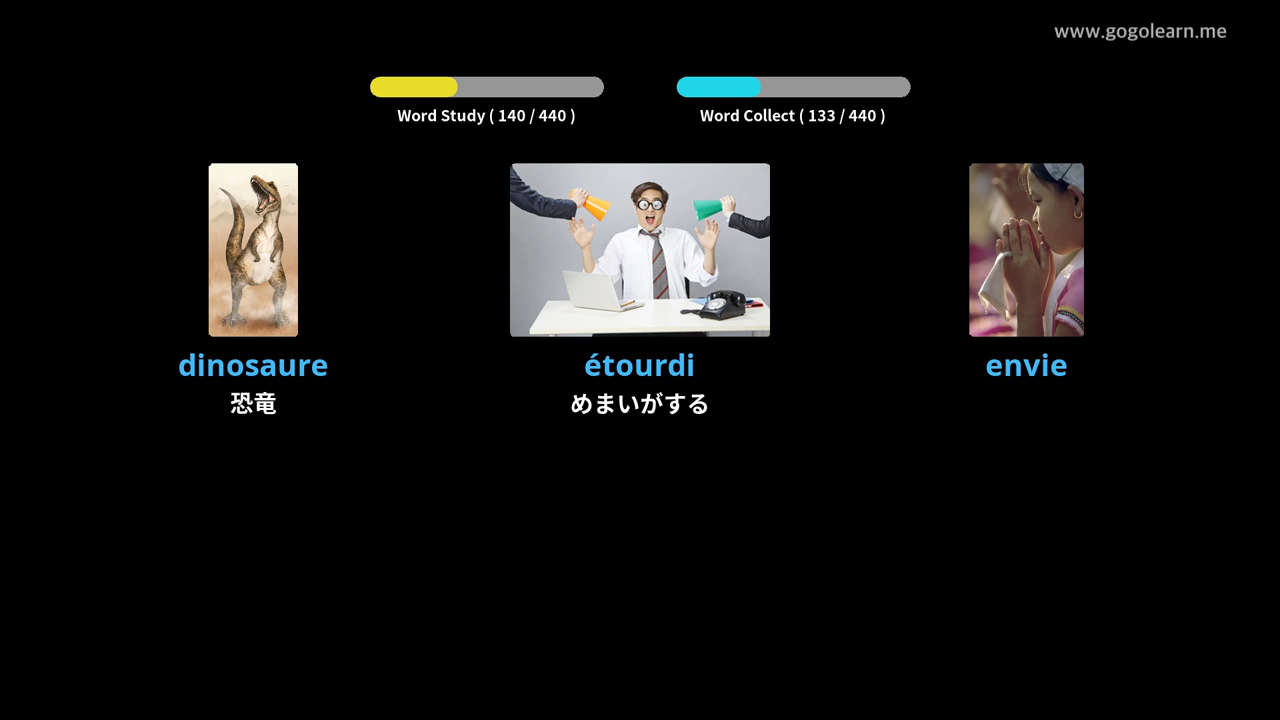 www.gogolearn.me
Word Study ( 140 / 440 )
Word Collect ( 133 / 440 )
dinosaure
恐竜
étourdi
めまいがする
envie